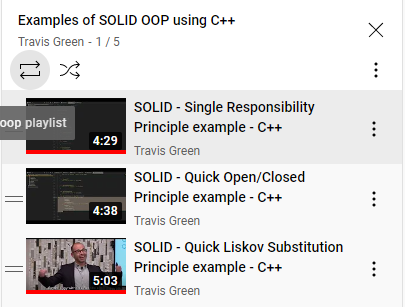 Examples of SOLID OOP using C++
Travis Green - 1 / 5
oop playlist
4:29
SOLID - Single Responsibility
Principle example - C++
Travis Green
4:38
SOLID - Quick Open/Closed
Principle example - C++
Travis Green
5:03
SOLID - Quick Liskov Substitution
Principle example - C++
Travis Green